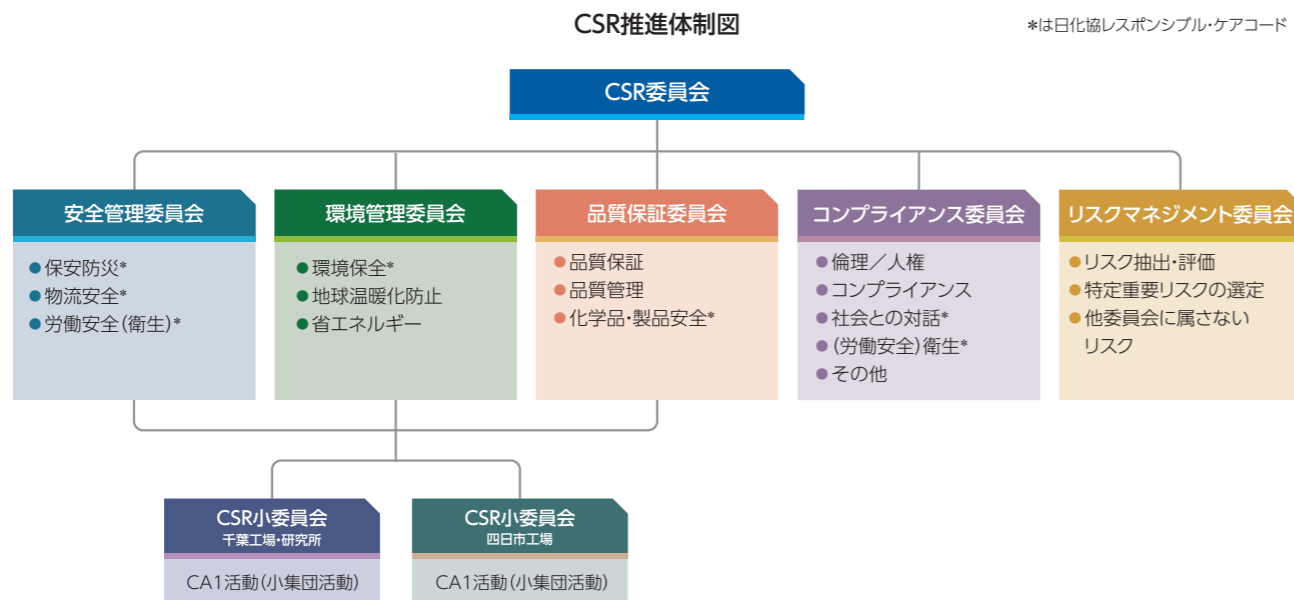 CSR推進体制図
*は日化協レスポンシブル・ケアコード
CSR委員会
安全管理委員会
●保安防災*
●物流安全*
●労働安全(衛生)*
環境管理委員会
●環境保全*
●地球温暖化防止
●省エネルギー
品質保証委員会
●品質保証
●品質管理
●化学品・製品安全*
コンプライアンス委員会
●倫理／人権
●コンプライアンス
●社会との対話*
●(労働安全)衛生*
●その他
リスクマネジメント委員会
●リスク抽出・評価
●特定重要リスクの選定
●他委員会に属さない
リスク
CSR小委員会
千葉工場・研究所
CA1活動(小集団活動)
CSR小委員会
四日市工場
CA1活動(小集団活動)